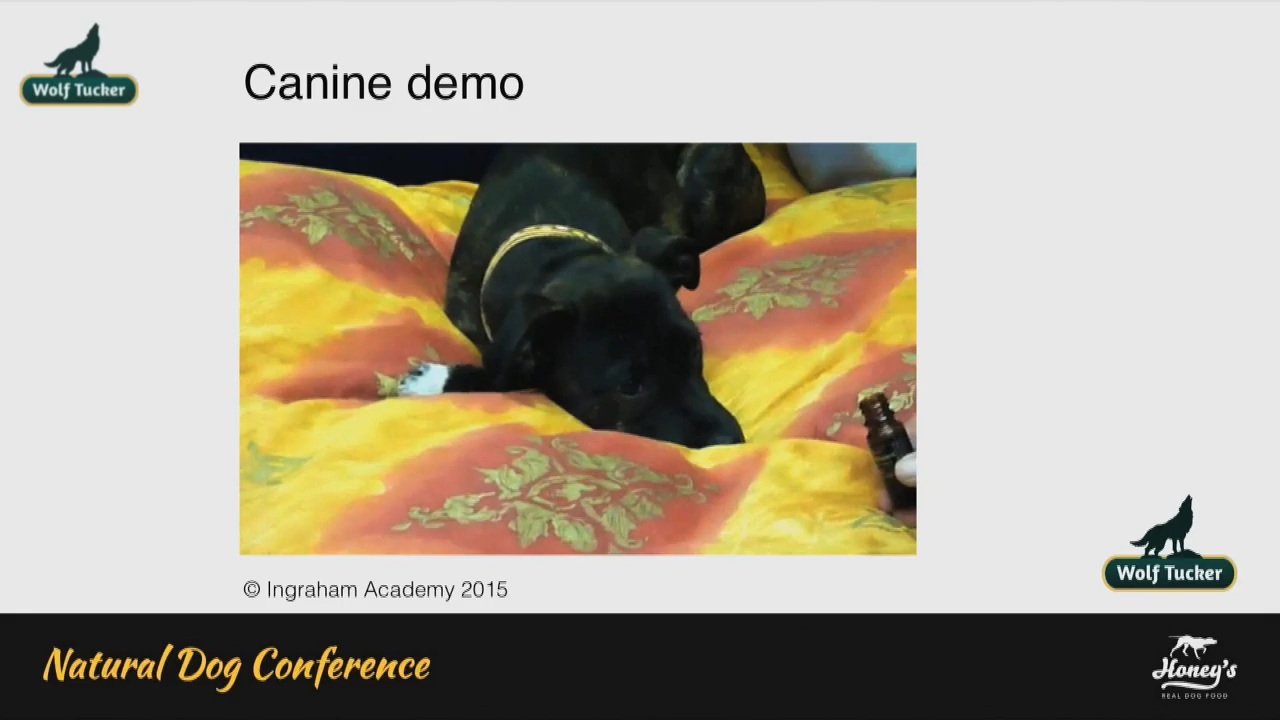 Wolf Tucker
Canine demo
© Ingraham Academy 2015
Wolf Tucker
Natural Dog Conference
Honey's
REAL DOG FOOD